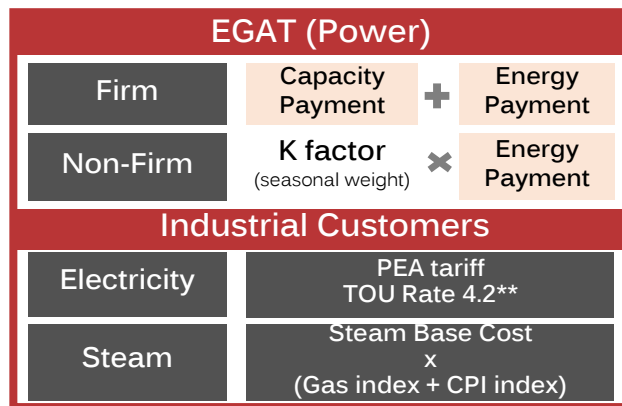 EGAT (Power)
Firm
Capacity
Payment
+
Energy
Payment
Non-Firm
K factor
(seasonal weight)
×
Energy
Payment
Industrial Customers
Electricity
PEA tariff
TOU Rate 4.2**
Steam
Steam Base Cost
x
(Gas index + CPI index)